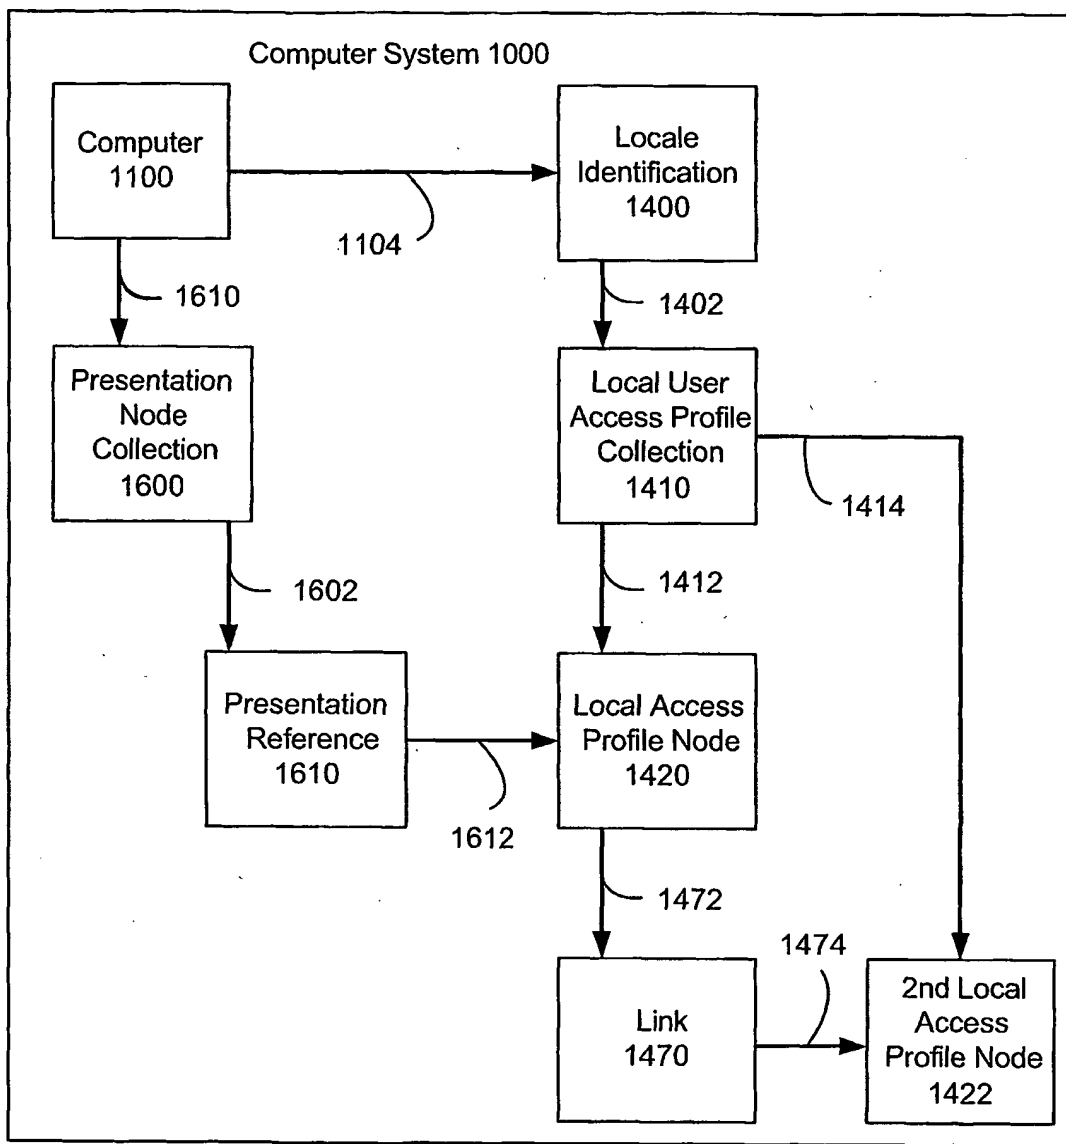 Computer System 1000
Computer
1100
Locale
Identification
1400
1104
1610
1402
Presentation
Node
Collection
1600
Local User
Access Profile
Collection
1410
1414
1602
1412
Presentation
Reference
1610
Local Access
Profile Node
1420
1612
1472
1474
Link
1470
2nd Local
Access
Profile Node
1422